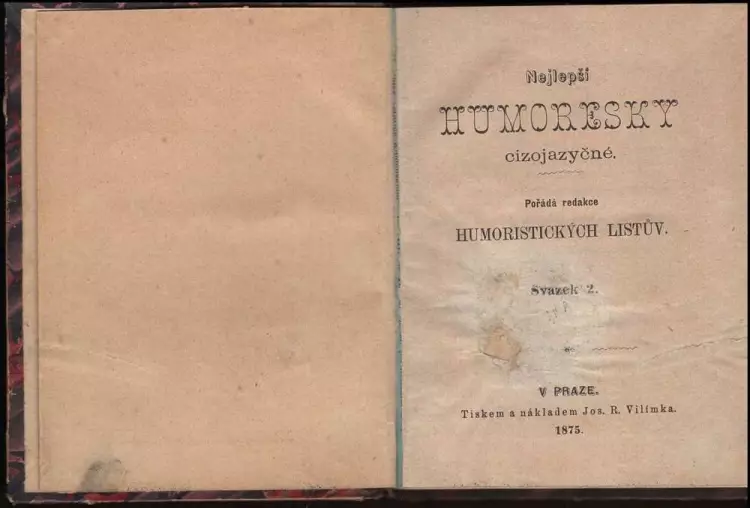 Nejlepší
HUMORESKY
cizojazyčné.
Pořádá redakce
HUMORISTICKÝCH LISTŮV.
Svazek 2.
V PRAZE.
Tiskem a nákladem Jos. R. Vilímka.
1875.